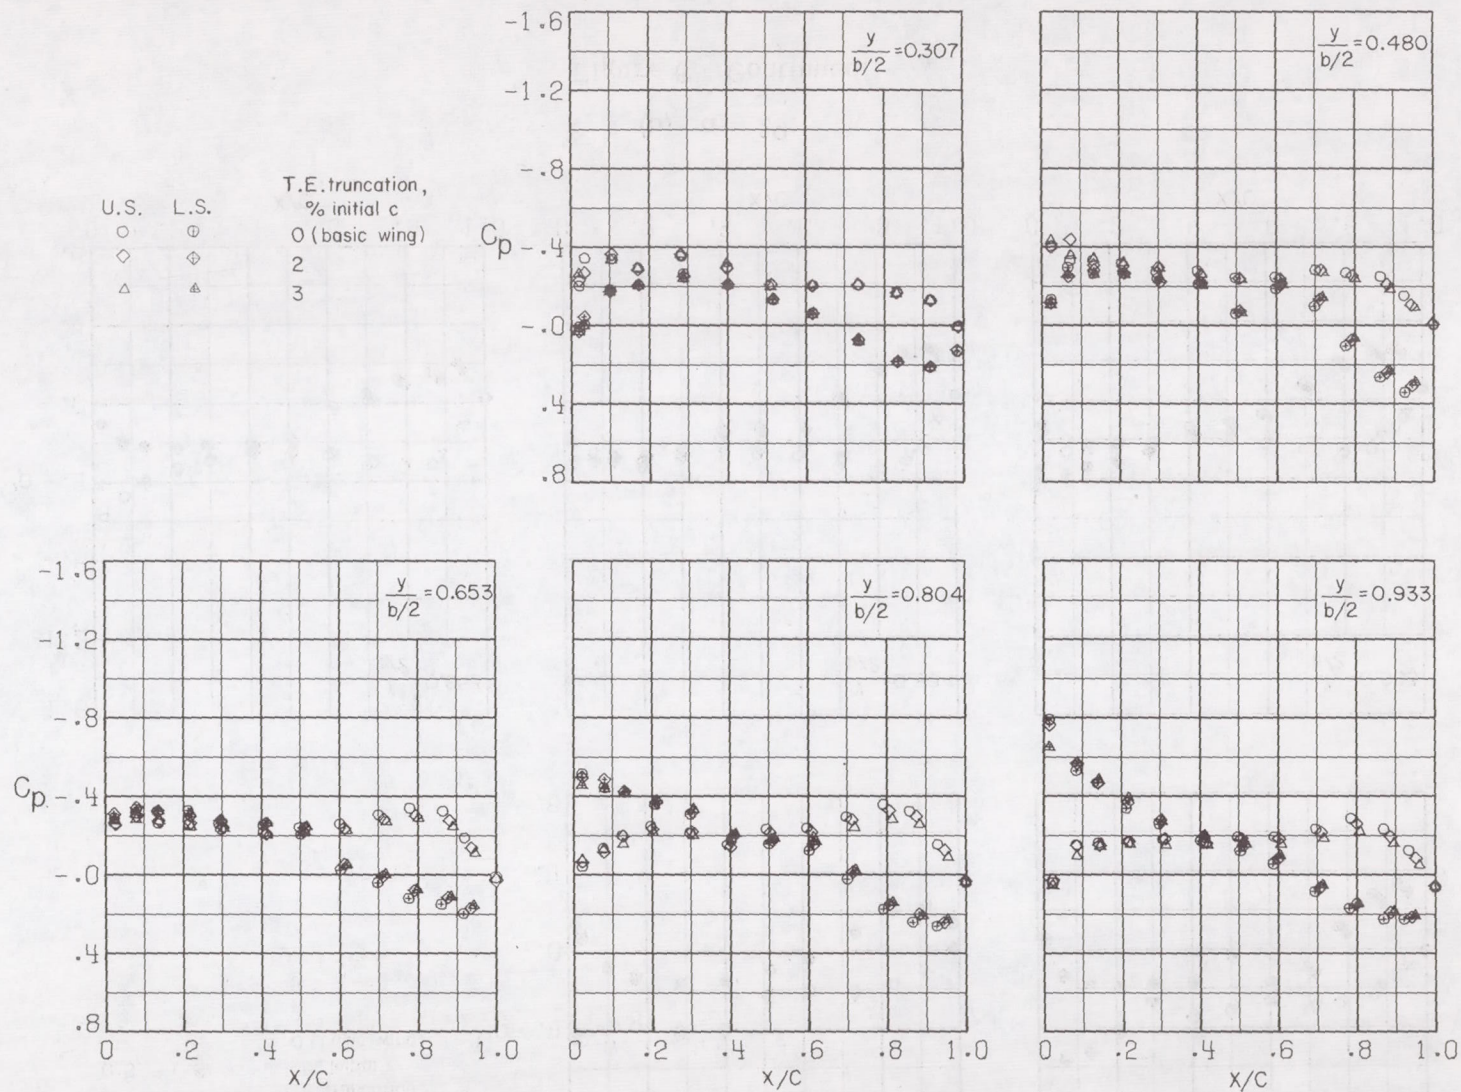 T.E. truncation,
U.S. L.S. % initial c
0 (basic wing)
2
3
-1.6
-1.2
-.8
Cp -.4
-.0
.4
.8
y/b/2 = 0.307
y/b/2 = 0.480
-1.6
-1.2
-.8
Cp -.4
-.0
.4
.8
y/b/2 = 0.653
y/b/2 = 0.804
y/b/2 = 0.933
0 .2 .4 .6 .8 1.0
0 .2 .4 .6 .8 1.0
0 .2 .4 .6 .8 1.0
X/C
X/C
X/C